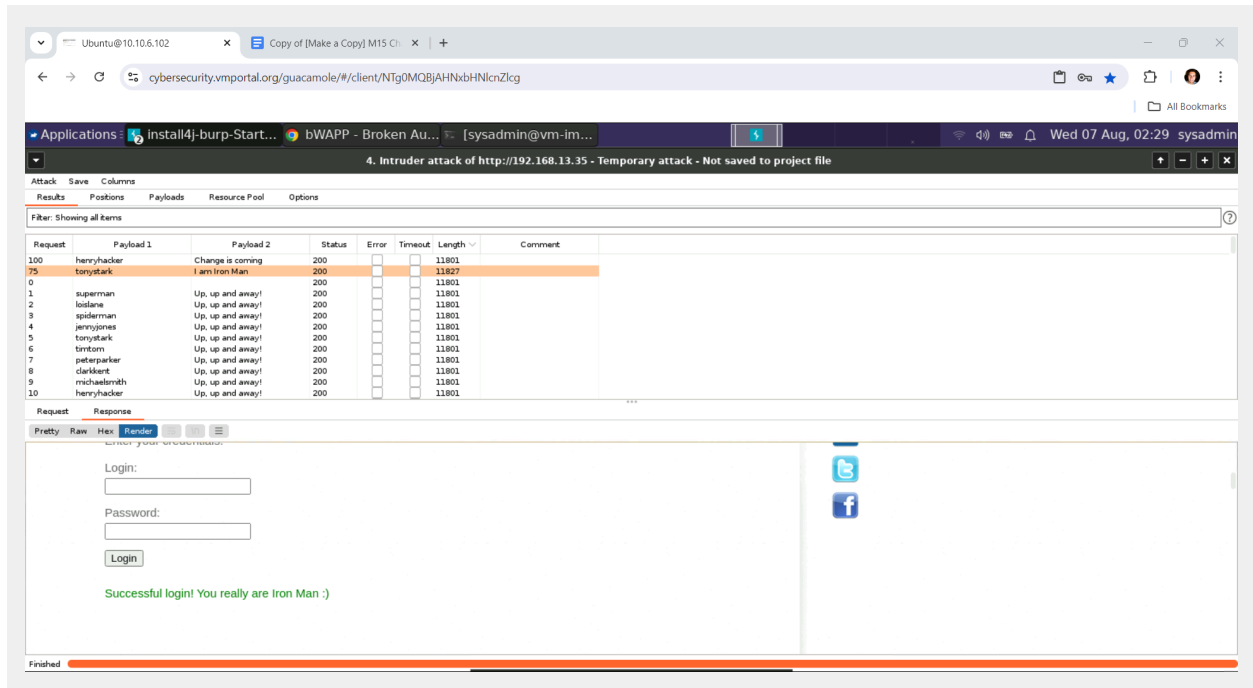 Ubuntu@10.10.6.102
Copy of [Make a Copy] M15 Ch
cybersecurity.vmportal.org/guacamole/#/client/NTg0MQBjAHNxbHNlcnZlcg
All Bookmarks
Applications install4j-burp-Start... bWAPP - Broken Au... [sysadmin@vm-im... Wed 07 Aug, 02:29 sysadmin
4. Intruder attack of http://192.168.13.35 - Temporary attack - Not saved to project file
Attack Save Columns
Results Positions Payloads Resource Pool Options
Filter: Showing all items
Request Payload 1 Payload 2 Status Error Timeout Length Comment
100 henryhacker Change is coming 200 11801
75 tonystark I am Iron Man 200 11827
0 200 11801
1 superman Up, up and away! 200 11801
2 loislane Up, up and away! 200 11801
3 spiderman Up, up and away! 200 11801
4 jennyjones Up, up and away! 200 11801
5 tonystark Up, up and away! 200 11801
6 timtom Up, up and away! 200 11801
7 peterparker Up, up and away! 200 11801
8 clarkkent Up, up and away! 200 11801
9 michaelsmith Up, up and away! 200 11801
10 henryhacker Up, up and away! 200 11801
Request Response
Pretty Raw Hex Render
Enter your credentials:
Login:
Password:
Login
Successful login! You really are Iron Man :)
Finished